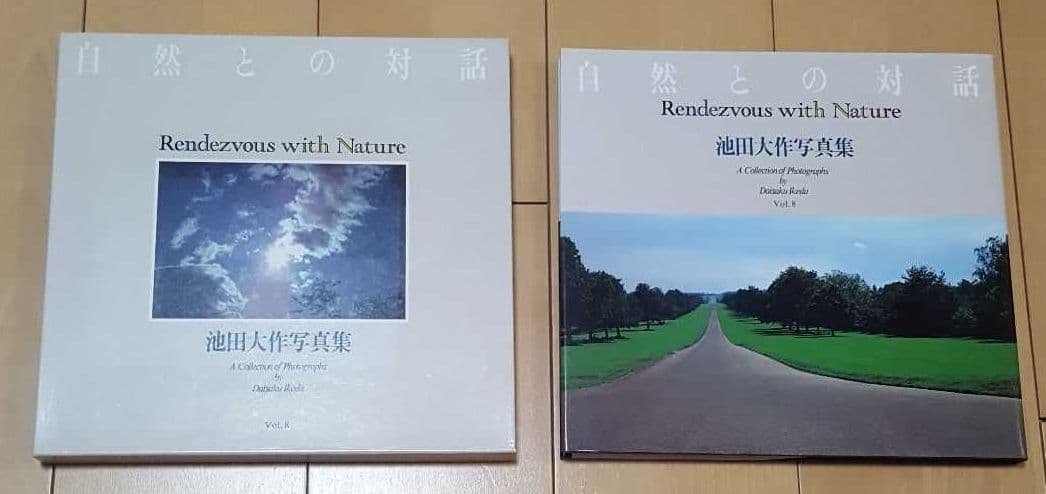 自然との対話
Rendezvous with Nature
池田大作写真集
A Collection of Photographs
by
Daisaku Ikeda
Vol. 8
自然との対話
Rendezvous with Nature
池田大作写真集
A Collection of Photographs
by
Daisaku Ikeda
Vol. 8